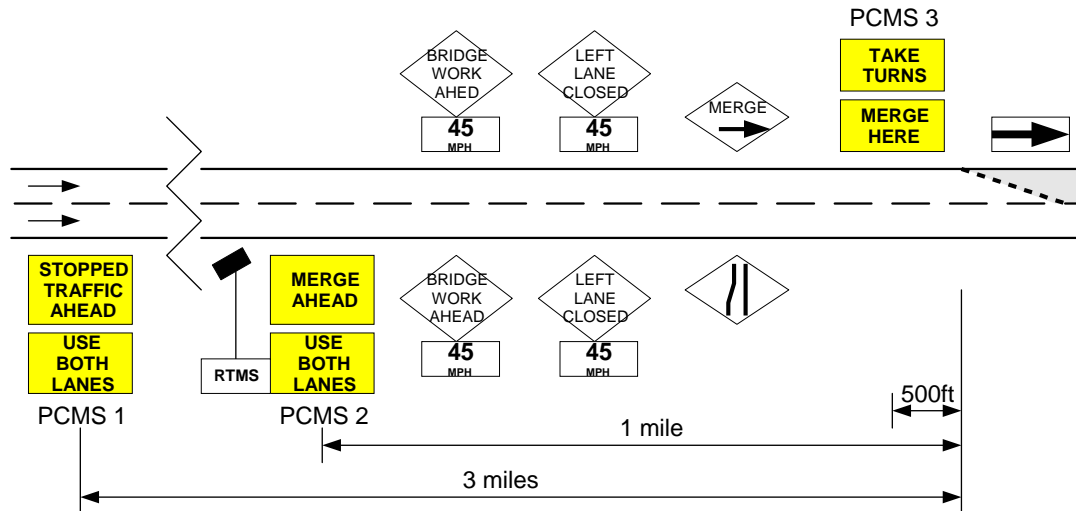 PCMS 3
TAKE
TURNS
MERGE
HERE
BRIDGE
WORK
AHED
45
MPH
LEFT
LANE
CLOSED
45
MPH
MERGE
STOPPED
TRAFFIC
AHEAD
USE
BOTH
LANES
PCMS 1
RTMS
MERGE
AHEAD
USE
BOTH
LANES
PCMS 2
BRIDGE
WORK
AHEAD
45
MPH
LEFT
LANE
CLOSED
45
MPH
500ft
1 mile
3 miles